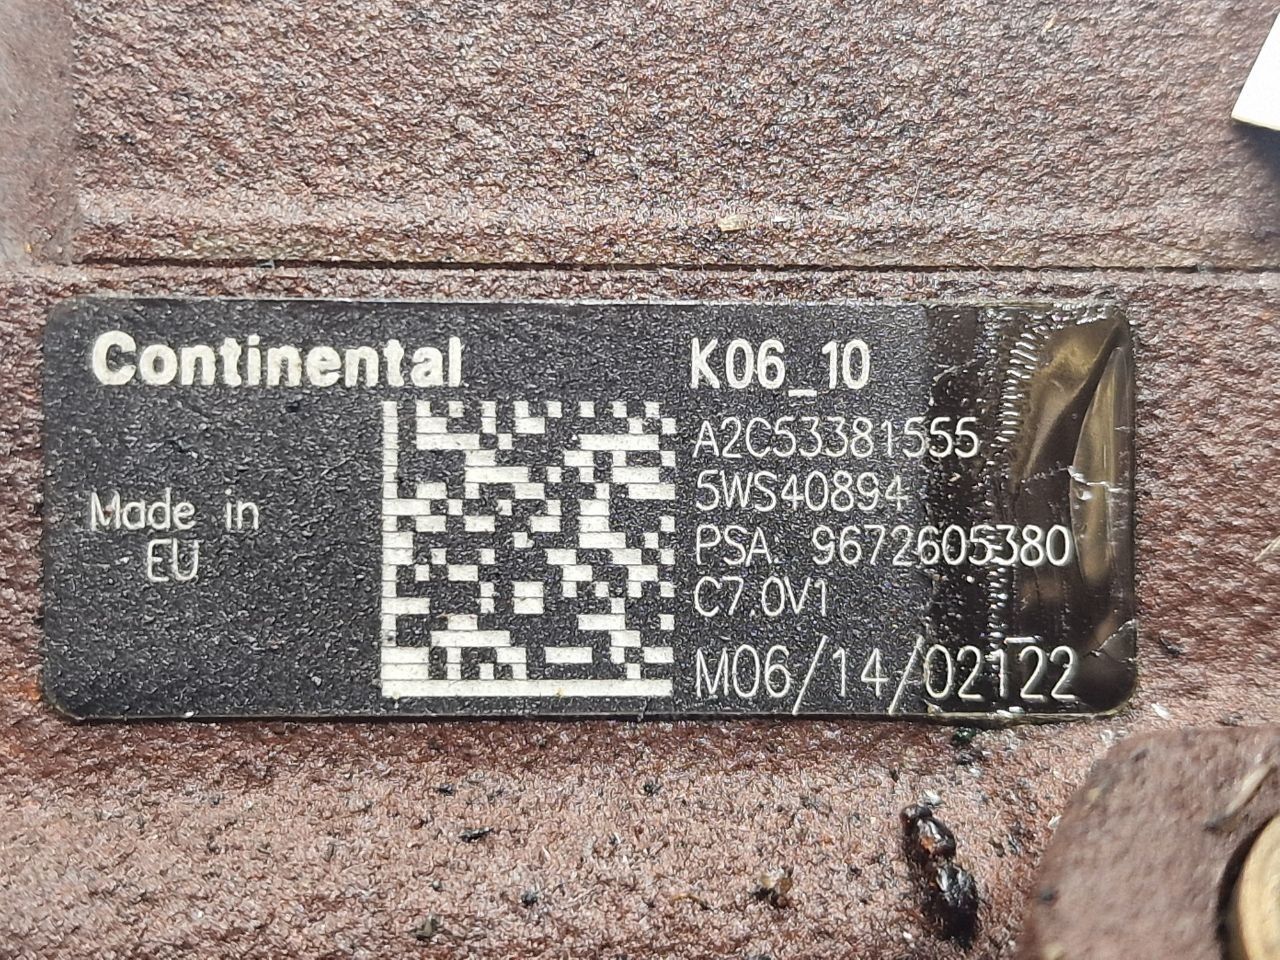 Continental
Made in
EU
K06_10
A2C53381555
5WS40894
PSA 9672605380
C7.0V1
M06/14/02122